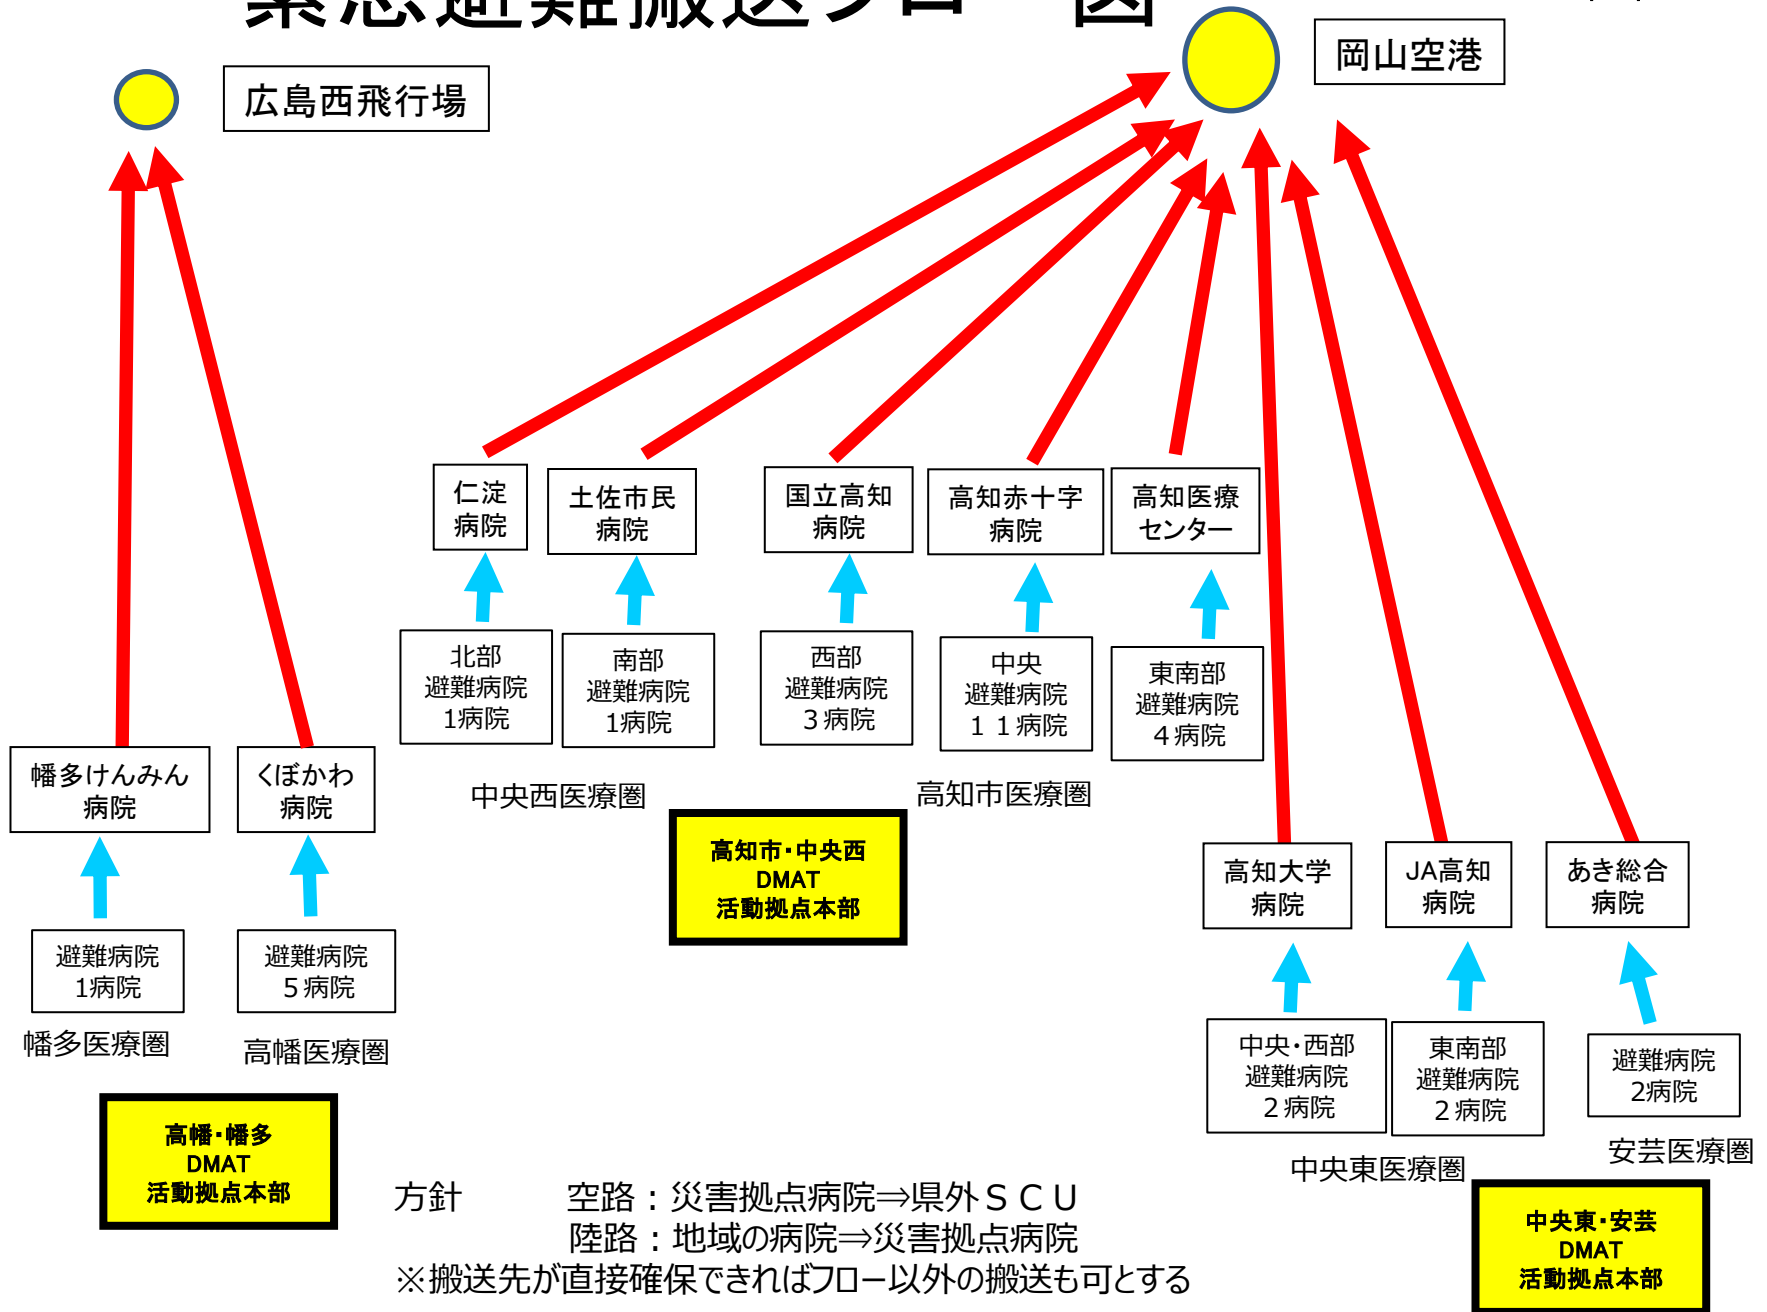 緊急避難搬送フロー図
岡山空港
広島西飛行場
仁淀
病院
土佐市民
病院
国立高知
病院
高知赤十字
病院
高知医療
センター
北部
避難病院
1病院
南部
避難病院
1病院
西部
避難病院
３病院
中央
避難病院
１１病院
東南部
避難病院
４病院
幡多けんみん
病院
くぼかわ
病院
中央西医療圏
高知市医療圏
高知市・中央西
DMAT
活動拠点本部
高知大学
病院
JA高知
病院
あき総合
病院
避難病院
1病院
避難病院
５病院
幡多医療圏
高幡医療圏
中央・西部
避難病院
２病院
東南部
避難病院
２病院
避難病院
2病院
中央東医療圏
安芸医療圏
高幡・幡多
DMAT
活動拠点本部
中央東・安芸
DMAT
活動拠点本部
方針　空路：災害拠点病院⇒県外ＳＣＵ
陸路：地域の病院⇒災害拠点病院
※搬送先が直接確保できればフロー以外の搬送も可とする